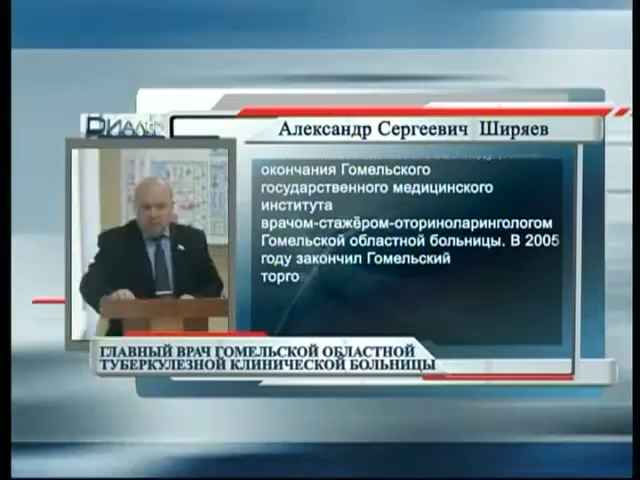 Александр Сергеевич Ширяев
окончания Гомельского
государственного медицинского
института
врачом-стажёром-оториноларингологом
Гомельской областной больницы. В 2005
году закончил Гомельский
торго
ГЛАВНЫЙ ВРАЧ ГОМЕЛЬСКОЙ ОБЛАСТНОЙ
ТУБЕРКУЛЕЗНОЙ КЛИНИЧЕСКОЙ БОЛЬНИЦЫ